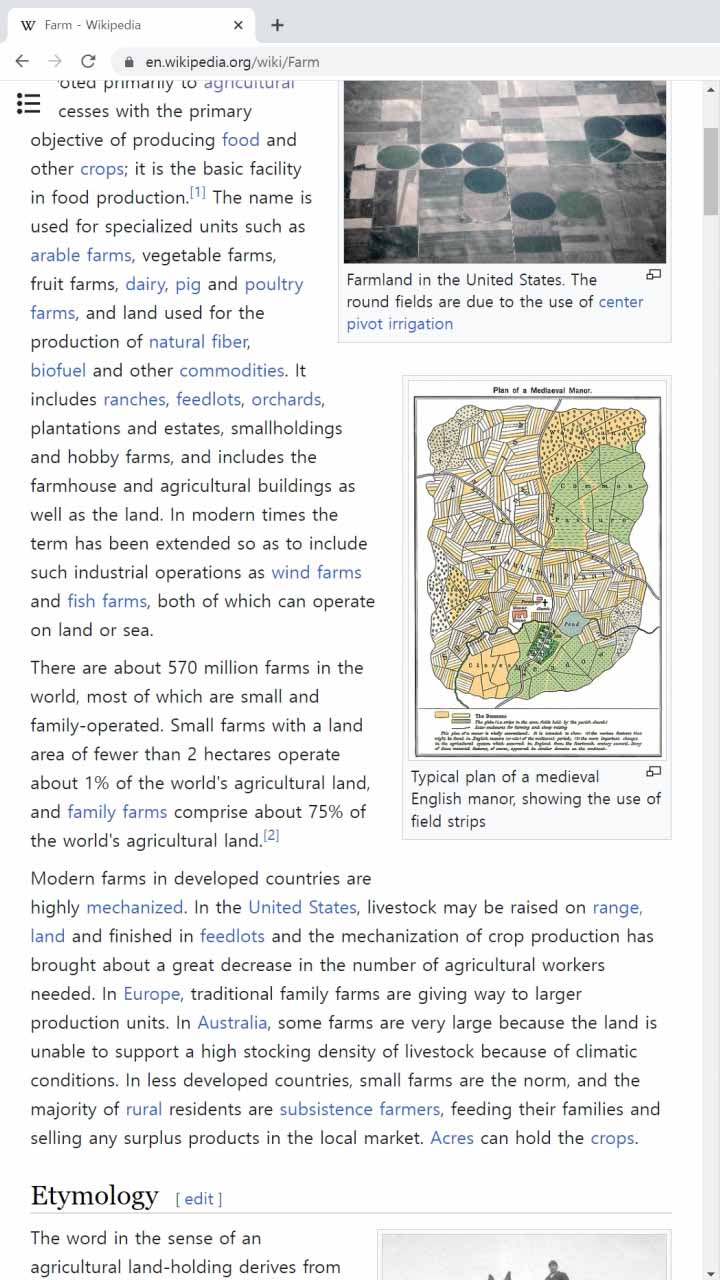 Farm - Wikipedia
en.wikipedia.org/wiki/Farm
agricultural
cesses with the primary
objective of producing food and
other crops; it is the basic facility
in food production.[1] The name is
used for specialized units such as
arable farms, vegetable farms,
fruit farms, dairy, pig and poultry
farms, and land used for the
production of natural fiber,
biofuel and other commodities. It
includes ranches, feedlots, orchards,
plantations and estates, smallholdings
and hobby farms, and includes the
farmhouse and agricultural buildings as
well as the land. In modern times the
term has been extended so as to include
such industrial operations as wind farms
and fish farms, both of which can operate
on land or sea.
Farmland in the United States. The
round fields are due to the use of center
pivot irrigation
Plan of a Mediaeval Manor.
Common
Pasture
Pond
The Demesne
Typical plan of a medieval
English manor, showing the use of
field strips
There are about 570 million farms in the
world, most of which are small and
family-operated. Small farms with a land
area of fewer than 2 hectares operate
about 1% of the world's agricultural land,
and family farms comprise about 75% of
the world's agricultural land.[2]
Modern farms in developed countries are
highly mechanized. In the United States, livestock may be raised on range,
land and finished in feedlots and the mechanization of crop production has
brought about a great decrease in the number of agricultural workers
needed. In Europe, traditional family farms are giving way to larger
production units. In Australia, some farms are very large because the land is
unable to support a high stocking density of livestock because of climatic
conditions. In less developed countries, small farms are the norm, and the
majority of rural residents are subsistence farmers, feeding their families and
selling any surplus products in the local market. Acres can hold the crops.
Etymology [ edit ]
The word in the sense of an
agricultural land-holding derives from